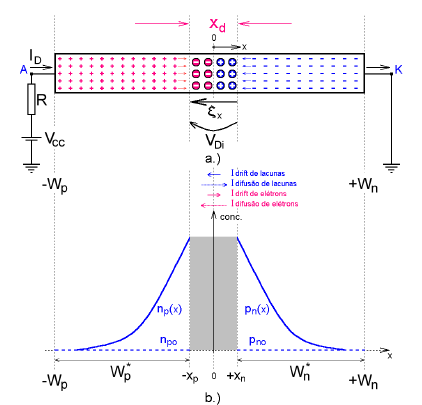 x_d
0
x
I_D
A
K
R
ξ_x
V_cc
V_Di
a.)
-W_p
+W_n
I drift de lacunas
I difusão de lacunas
I drift de elétrons
I difusão de elétrons
conc.
n_p(x)
p_n(x)
n_po
p_no
x
-W_p
W_p*
-x_p
0
+x_n
W_n*
+W_n
b.)